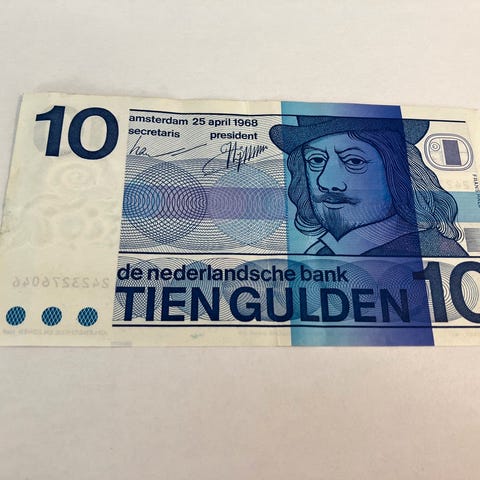 10
amsterdam 25 april 1968
secretaris president
de nederlandsche bank
TIEN GULDEN 10